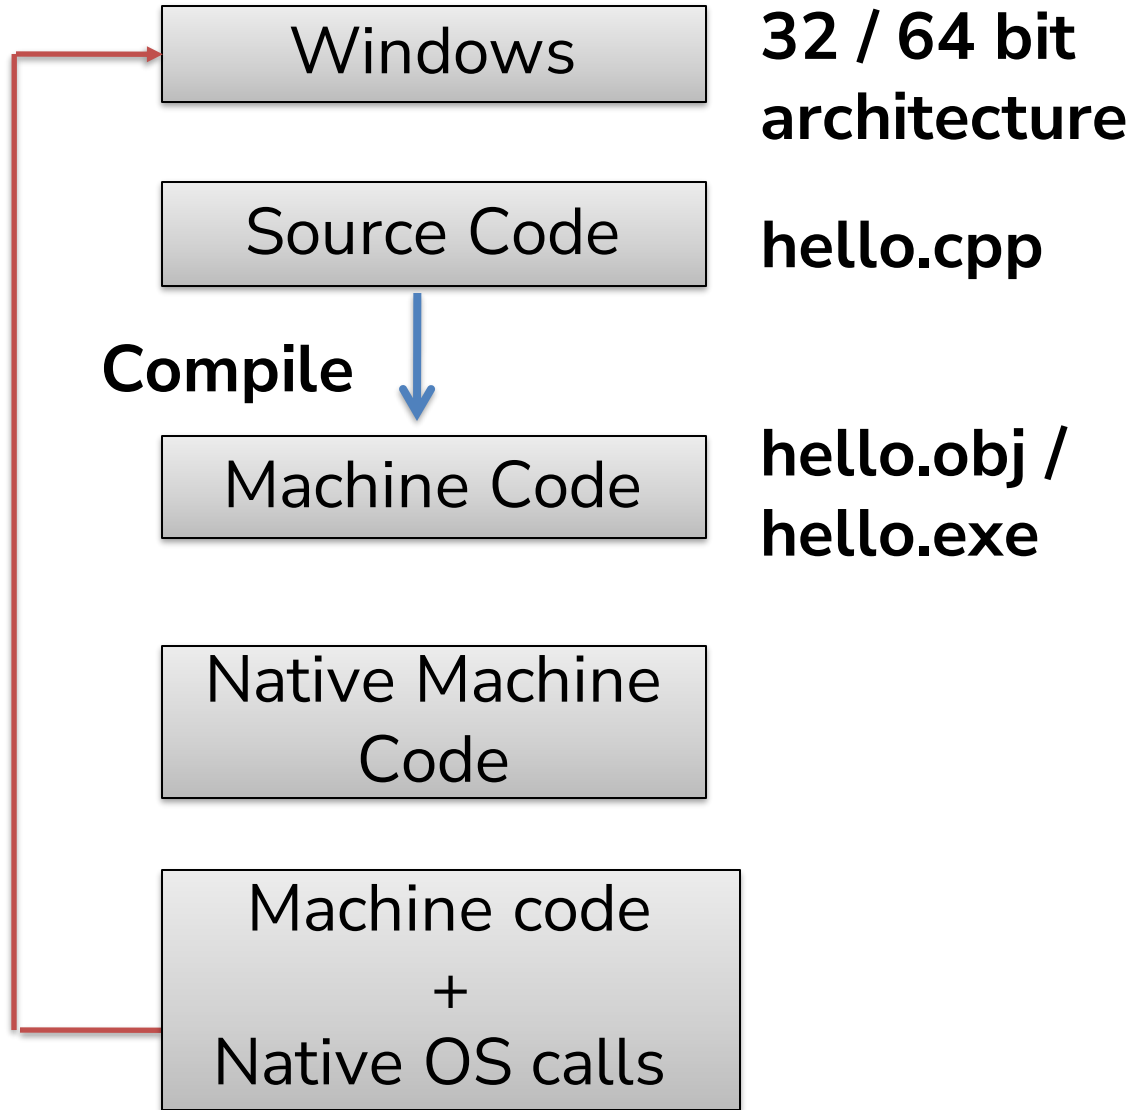 Windows
32 / 64 bit
architecture
Source Code
hello.cpp
Compile
Machine Code
hello.obj /
hello.exe
Native Machine
Code
Machine code
+
Native OS calls